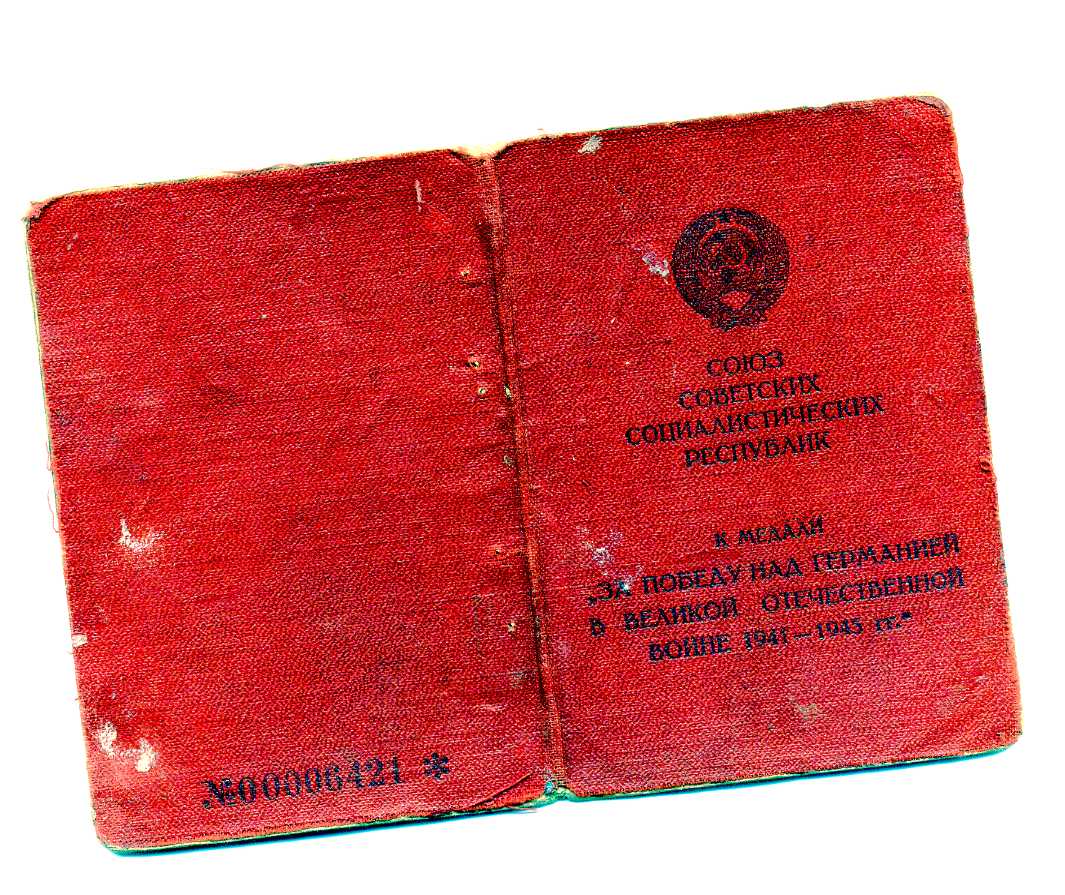 №00006421 *
СОЮЗ
СОВЕТСКИХ
СОЦИАЛИСТИЧЕСКИХ
РЕСПУБЛИК
К МЕДАЛИ
„ЗА ПОБЕДУ НАД ГЕРМАНИЕЙ
В ВЕЛИКОЙ ОТЕЧЕСТВЕННОЙ
ВОЙНЕ 1941—1945 гг.“